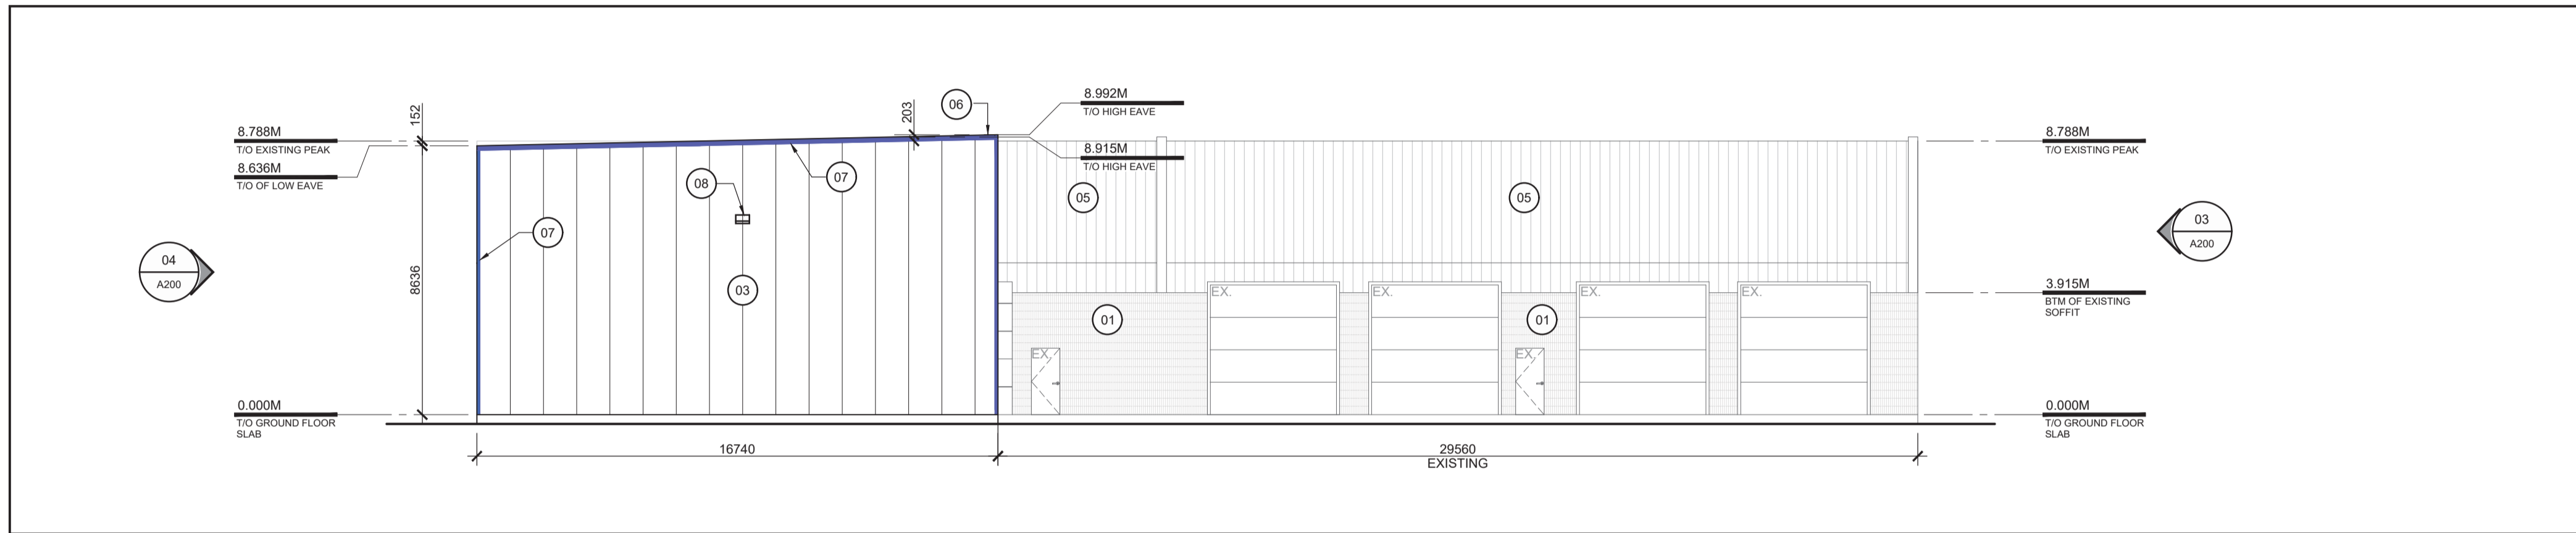 152
203
06
8.992M
T/O HIGH EAVE
8.788M
T/O EXISTING PEAK
8.788M
T/O EXISTING PEAK
8.915M
T/O HIGH EAVE
8.636M
T/O OF LOW EAVE
08
07
05
05
07
03
A200
04
A200
8636
03
EX.
EX.
EX.
EX.
3.915M
BTM OF EXISTING
SOFFIT
01
01
EX.
EX.
0.000M
T/O GROUND FLOOR
SLAB
0.000M
T/O GROUND FLOOR
SLAB
16740
29560
EXISTING